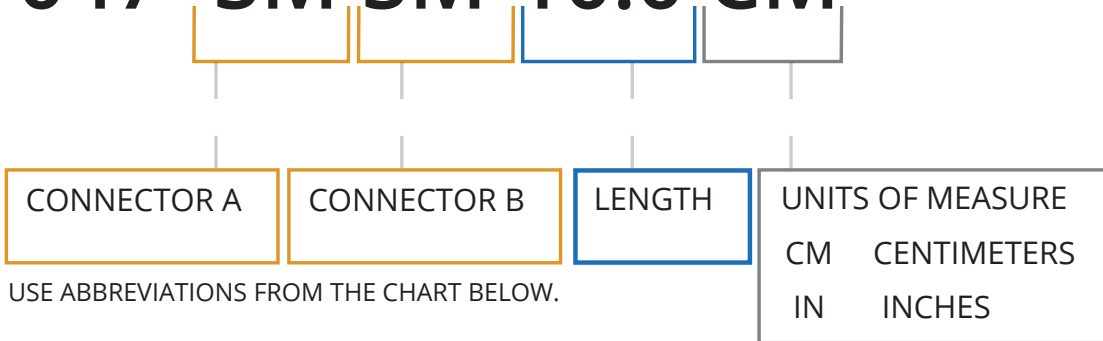 CONNECTOR A
CONNECTOR B
LENGTH
UNITS OF MEASURE
CM CENTIMETERS
IN INCHES
USE ABBREVIATIONS FROM THE CHART BELOW.